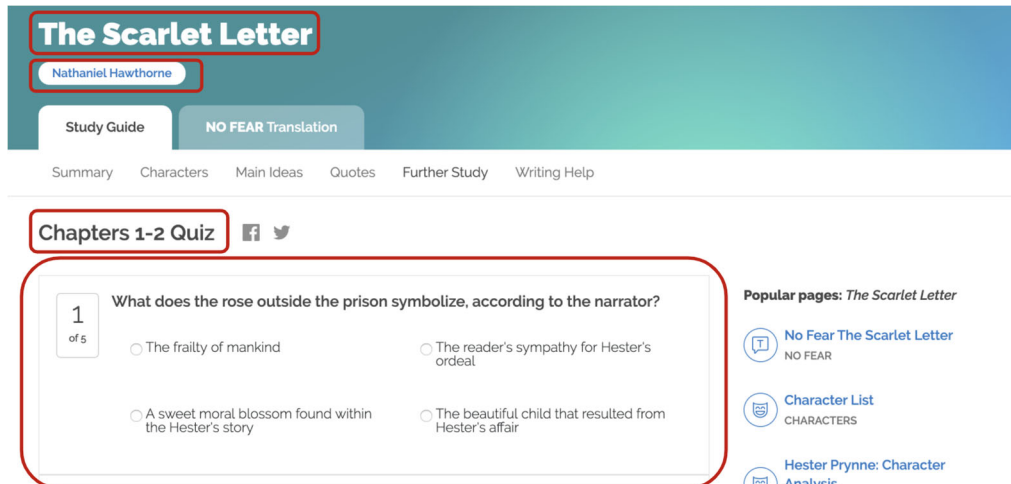 The Scarlet Letter
Nathaniel Hawthorne
Study Guide
NO FEAR Translation
Summary
Characters
Main Ideas
Quotes
Further Study
Writing Help
Chapters 1-2 Quiz
1
of 5
What does the rose outside the prison symbolize, according to the narrator?
The frailty of mankind
The reader's sympathy for Hester's
ordeal
A sweet moral blossom found within
the Hester's story
The beautiful child that resulted from
Hester's affair
Popular pages: The Scarlet Letter
T
No Fear The Scarlet Letter
NO FEAR
Character List
CHARACTERS
Hester Prynne: Character
Analysis